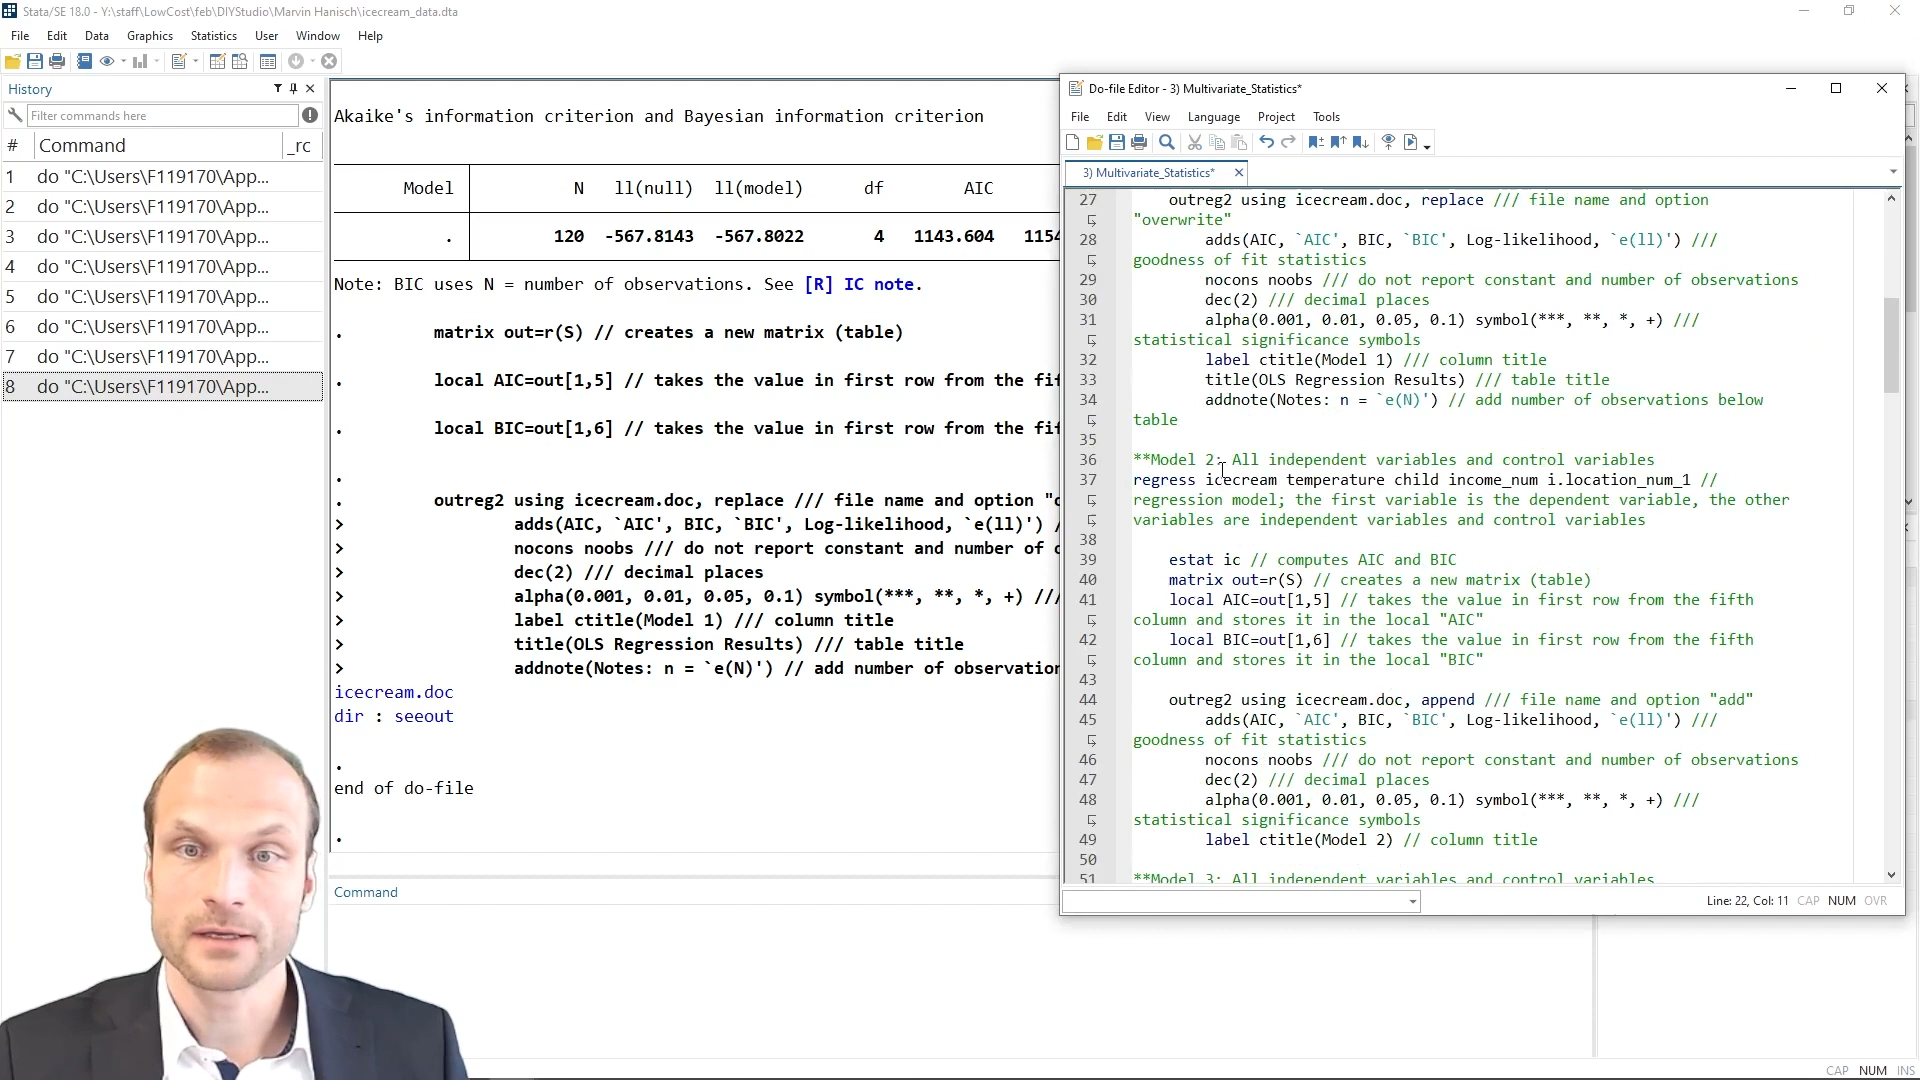 Stata/SE 18.0 - Y:\staff\LowCost\feb\DIYStudio\Marvin Hanisch\icecream_data.dta
File Edit Data Graphics Statistics User Window Help
History
Filter commands here
# Command _rc
1 do "C:\Users\F119170\App...
2 do "C:\Users\F119170\App...
3 do "C:\Users\F119170\App...
4 do "C:\Users\F119170\App...
5 do "C:\Users\F119170\App...
6 do "C:\Users\F119170\App...
7 do "C:\Users\F119170\App...
8 do "C:\Users\F119170\App...
Akaike's information criterion and Bayesian information criterion
Model N ll(null) ll(model) df AIC
. 120 -567.8143 -567.8022 4 1143.604 1154
Note: BIC uses N = number of observations. See [R] IC note.
. matrix out=r(S) // creates a new matrix (table)
. local AIC=out[1,5] // takes the value in first row from the fif
. local BIC=out[1,6] // takes the value in first row from the fif
.
. outreg2 using icecream.doc, replace /// file name and option "o
> adds(AIC, `AIC', BIC, `BIC', Log-likelihood, `e(ll)') /
> nocons noobs /// do not report constant and number of o
> dec(2) /// decimal places
> alpha(0.001, 0.01, 0.05, 0.1) symbol(***, **, *, +) ///
> label ctitle(Model 1) /// column title
> title(OLS Regression Results) /// table title
> addnote(Notes: n = `e(N)') // add number of observation
icecream.doc
dir : seeout
.
end of do-file
.
Command
Do-file Editor - 3) Multivariate_Statistics*
File Edit View Language Project Tools
3) Multivariate_Statistics*
27 outreg2 using icecream.doc, replace /// file name and option
"overwrite"
28 adds(AIC, `AIC', BIC, `BIC', Log-likelihood, `e(ll)') ///
goodness of fit statistics
29 nocons noobs /// do not report constant and number of observations
30 dec(2) /// decimal places
31 alpha(0.001, 0.01, 0.05, 0.1) symbol(***, **, *, +) ///
statistical significance symbols
32 label ctitle(Model 1) /// column title
33 title(OLS Regression Results) /// table title
34 addnote(Notes: n = `e(N)') // add number of observations below
table
35
36 **Model 2: All independent variables and control variables
37 regress icecream temperature child income_num i.location_num_1 //
regression model; the first variable is the dependent variable, the other
variables are independent variables and control variables
38
39 estat ic // computes AIC and BIC
40 matrix out=r(S) // creates a new matrix (table)
41 local AIC=out[1,5] // takes the value in first row from the fifth
column and stores it in the local "AIC"
42 local BIC=out[1,6] // takes the value in first row from the fifth
column and stores it in the local "BIC"
43
44 outreg2 using icecream.doc, append /// file name and option "add"
45 adds(AIC, `AIC', BIC, `BIC', Log-likelihood, `e(ll)') ///
goodness of fit statistics
46 nocons noobs /// do not report constant and number of observations
47 dec(2) /// decimal places
48 alpha(0.001, 0.01, 0.05, 0.1) symbol(***, **, *, +) ///
statistical significance symbols
49 label ctitle(Model 2) // column title
50
51 **Model 3: All independent variables and control variables
Line: 22, Col: 11 CAP NUM OVR
CAP NUM INS